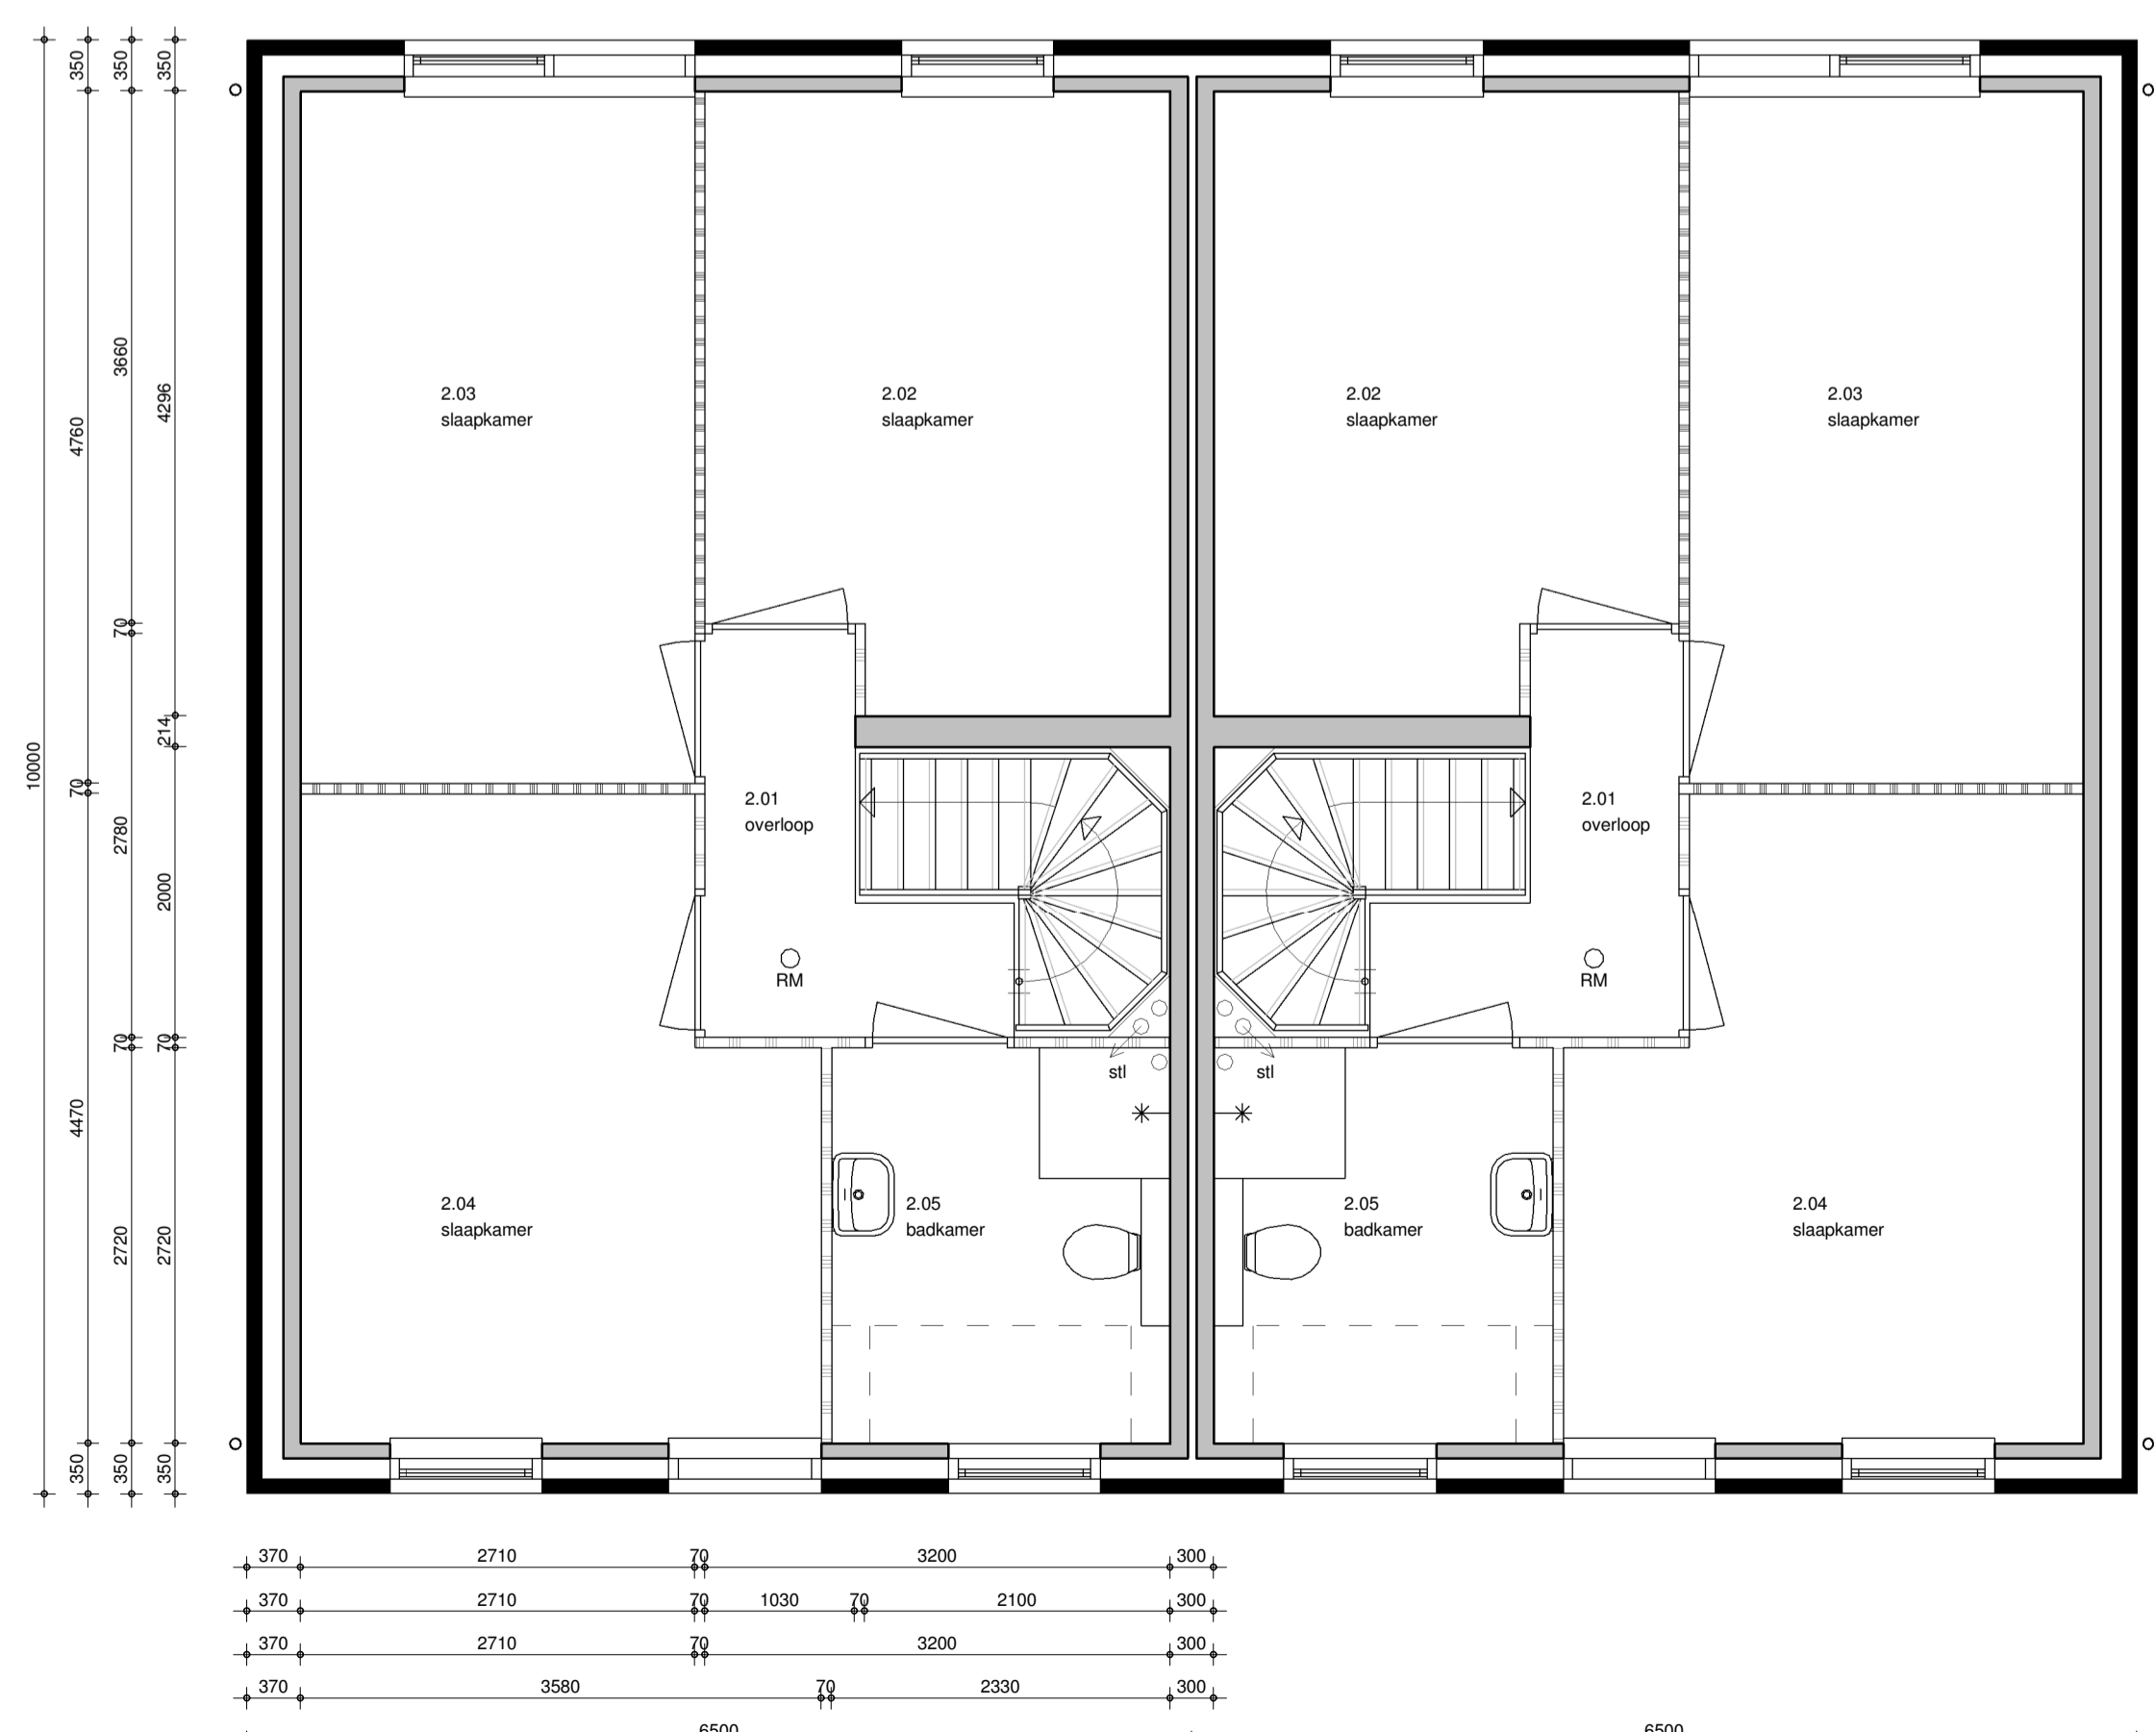 350
350
350
2.03
slaapkamer
2.02
slaapkamer
2.02
slaapkamer
2.03
slaapkamer
3660
4296
4760
70
214
10000
70
2780
2000
2.01
overloop
2.01
overloop
RM
RM
70
70
stl
stl
4470
2720
2720
2.04
slaapkamer
2.05
badkamer
2.05
badkamer
2.04
slaapkamer
350
350
350
370 2710 70 3200 300
370 2710 70 1030 70 2100 300
370 2710 70 3200 300
370 3580 70 2330 300
6500 6500